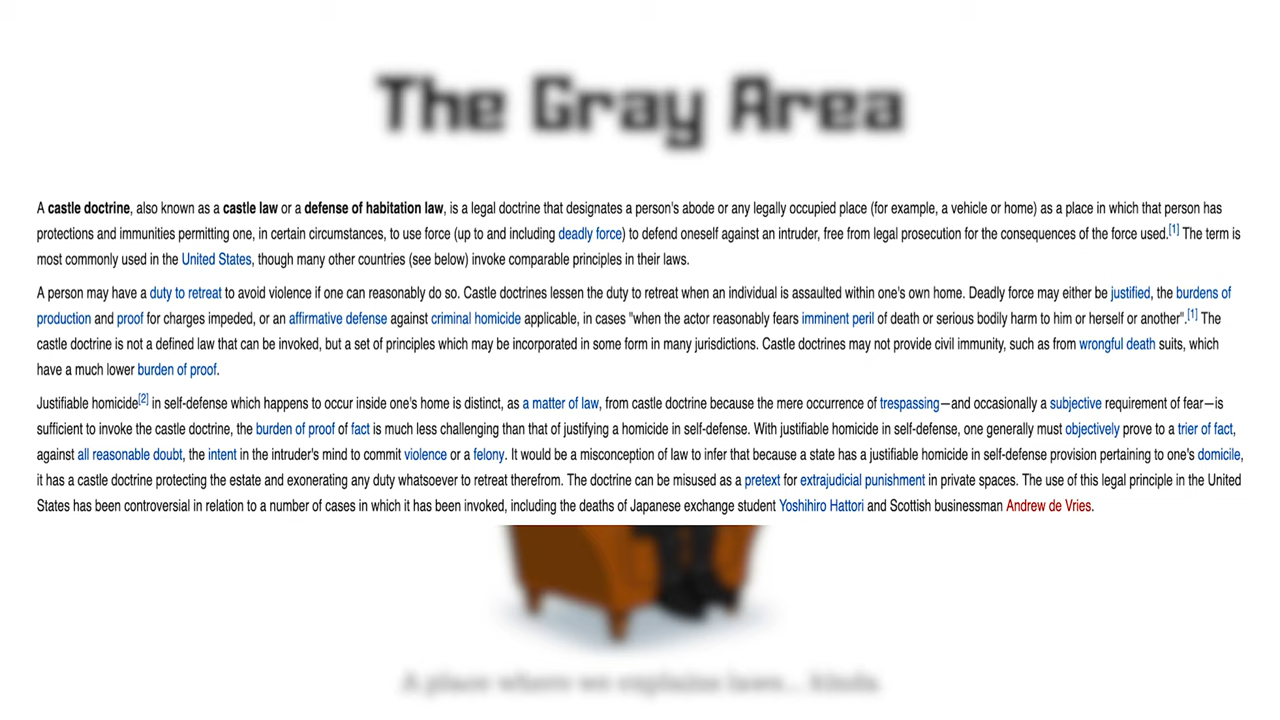 The Gray Area
A castle doctrine, also known as a castle law or a defense of habitation law, is a legal doctrine that designates a person's abode or any legally occupied place (for example, a vehicle or home) as a place in which that person has
protections and immunities permitting one, in certain circumstances, to use force (up to and including deadly force) to defend oneself against an intruder, free from legal prosecution for the consequences of the force used.[1] The term is
most commonly used in the United States, though many other countries (see below) invoke comparable principles in their laws.
A person may have a duty to retreat to avoid violence if one can reasonably do so. Castle doctrines lessen the duty to retreat when an individual is assaulted within one's own home. Deadly force may either be justified, the burdens of
production and proof for charges impeded, or an affirmative defense against criminal homicide applicable, in cases "when the actor reasonably fears imminent peril of death or serious bodily harm to him or herself or another".[1] The
castle doctrine is not a defined law that can be invoked, but a set of principles which may be incorporated in some form in many jurisdictions. Castle doctrines may not provide civil immunity, such as from wrongful death suits, which
have a much lower burden of proof.
Justifiable homicide[2] in self-defense which happens to occur inside one's home is distinct, as a matter of law, from castle doctrine because the mere occurrence of trespassing—and occasionally a subjective requirement of fear—is
sufficient to invoke the castle doctrine, the burden of proof of fact is much less challenging than that of justifying a homicide in self-defense. With justifiable homicide in self-defense, one generally must objectively prove to a trier of fact,
against all reasonable doubt, the intent in the intruder's mind to commit violence or a felony. It would be a misconception of law to infer that because a state has a justifiable homicide in self-defense provision pertaining to one's domicile,
it has a castle doctrine protecting the estate and exonerating any duty whatsoever to retreat therefrom. The doctrine can be misused as a pretext for extrajudicial punishment in private spaces. The use of this legal principle in the United
States has been controversial in relation to a number of cases in which it has been invoked, including the deaths of Japanese exchange student Yoshihiro Hattori and Scottish businessman Andrew de Vries.
A place where we explains laws... kinda.